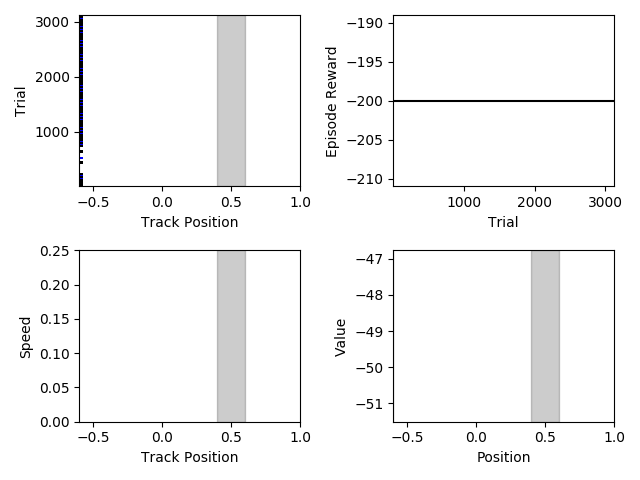 3000
2000
1000
Trial
−0.5 0.0 0.5 1.0
Track Position
−190
−195
−200
−205
−210
Episode Reward
1000 2000 3000
Trial
0.25
0.20
0.15
0.10
0.05
0.00
Speed
−0.5 0.0 0.5 1.0
Track Position
−47
−48
−49
−50
−51
Value
−0.5 0.0 0.5 1.0
Position